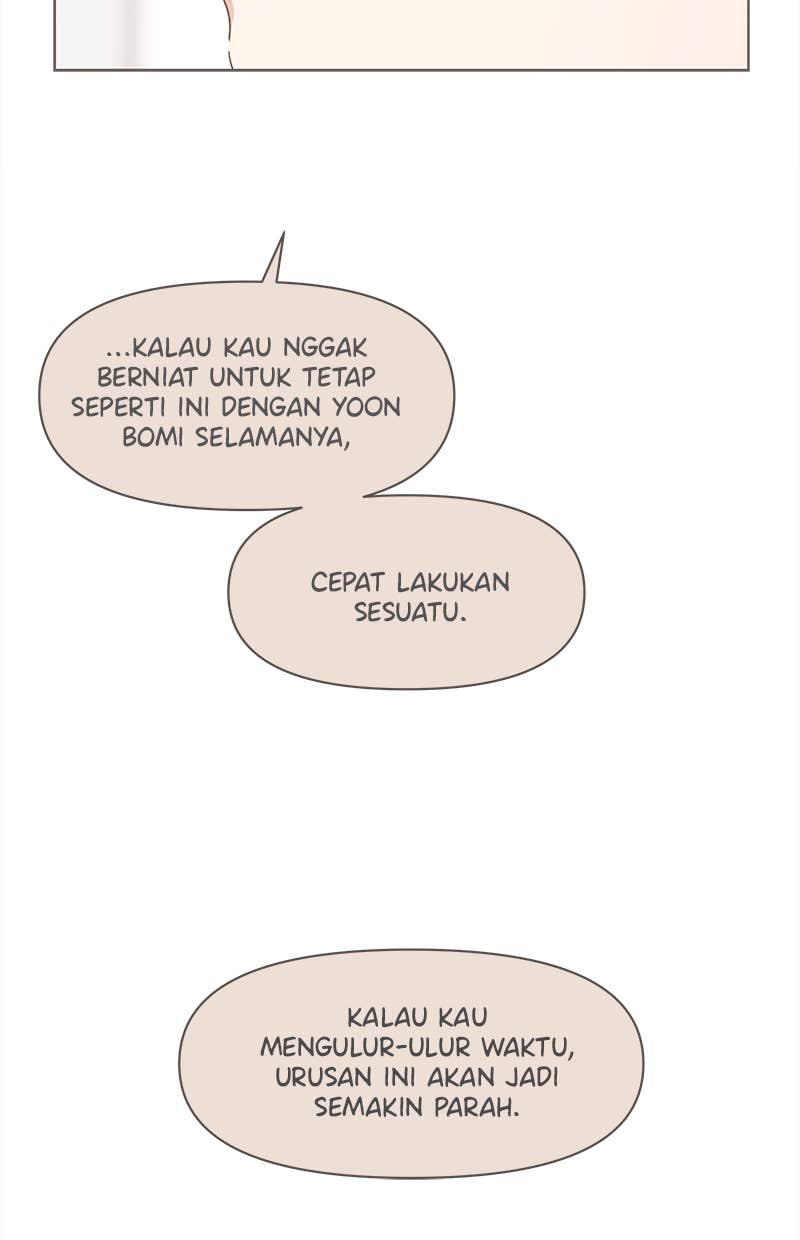 ...KALAU KAU NGGAK
BERNIAT UNTUK TETAP
SEPERTI INI DENGAN YOON
BOMI SELAMANYA,
CEPAT LAKUKAN
SESUATU.
KALAU KAU
MENGULUR-ULUR WAKTU,
URUSAN INI AKAN JADI
SEMAKIN PARAH.